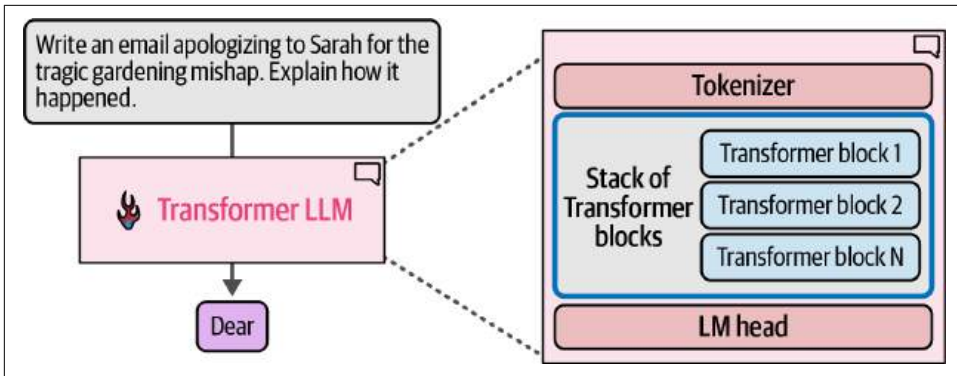 Write an email apologizing to Sarah for the
tragic gardening mishap. Explain how it
happened.
Transformer LLM
Dear
Tokenizer
Stack of
Transformer
blocks
Transformer block 1
Transformer block 2
Transformer block N
LM head